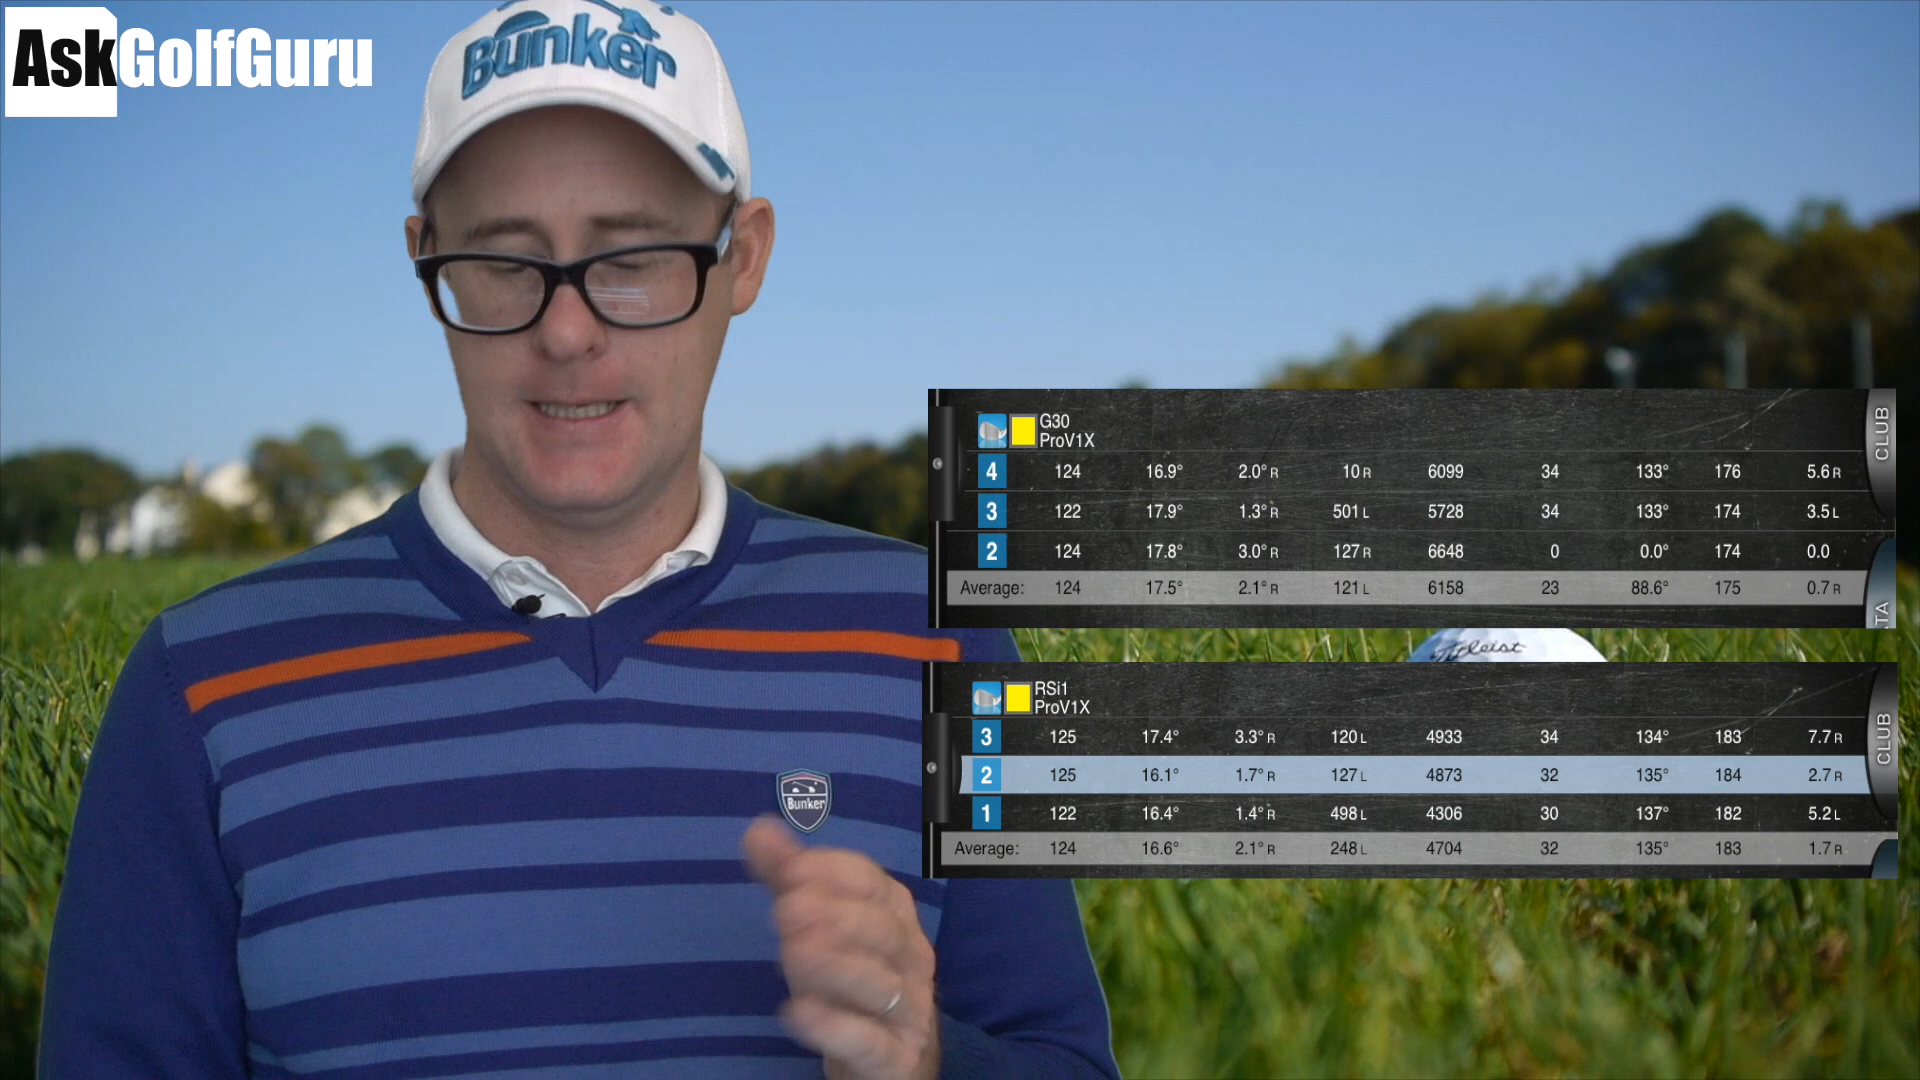 AskGolfGuru
Bunker
G30
ProV1X
4 124 16.9° 2.0° R 10 R 6099 34 133° 176 5.6 R
3 122 17.9° 1.3° R 501 L 5728 34 133° 174 3.5 L
2 124 17.8° 3.0° R 127 R 6648 0 0.0° 174 0.0
Average: 124 17.5° 2.1° R 121 L 6158 23 88.6° 175 0.7 R
CLUB
TA
Titleist
RSi1
ProV1X
3 125 17.4° 3.3° R 120 L 4933 34 134° 183 7.7 R
2 125 16.1° 1.7° R 127 L 4873 32 135° 184 2.7 R
1 122 16.4° 1.4° R 498 L 4306 30 137° 182 5.2 L
Average: 124 16.6° 2.1° R 248 L 4704 32 135° 183 1.7 R
CLUB
Bunker